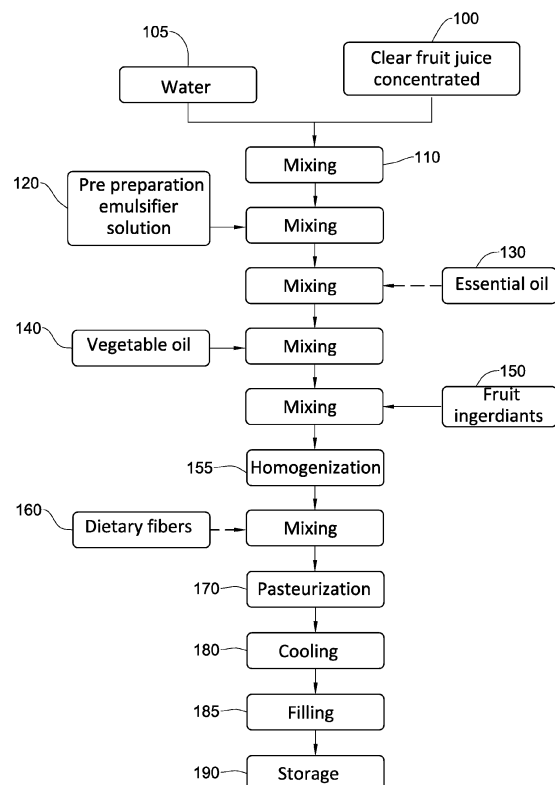 100
105
Clear fruit juice
concentrated
Water
Mixing
110
120
Pre preparation
emulsifier
solution
Mixing
130
Mixing
Essential oil
140
Vegetable oil
Mixing
150
Mixing
Fruit
ingerdiants
155
Homogenization
160
Dietary fibers
Mixing
170
Pasteurization
180
Cooling
185
Filling
190
Storage